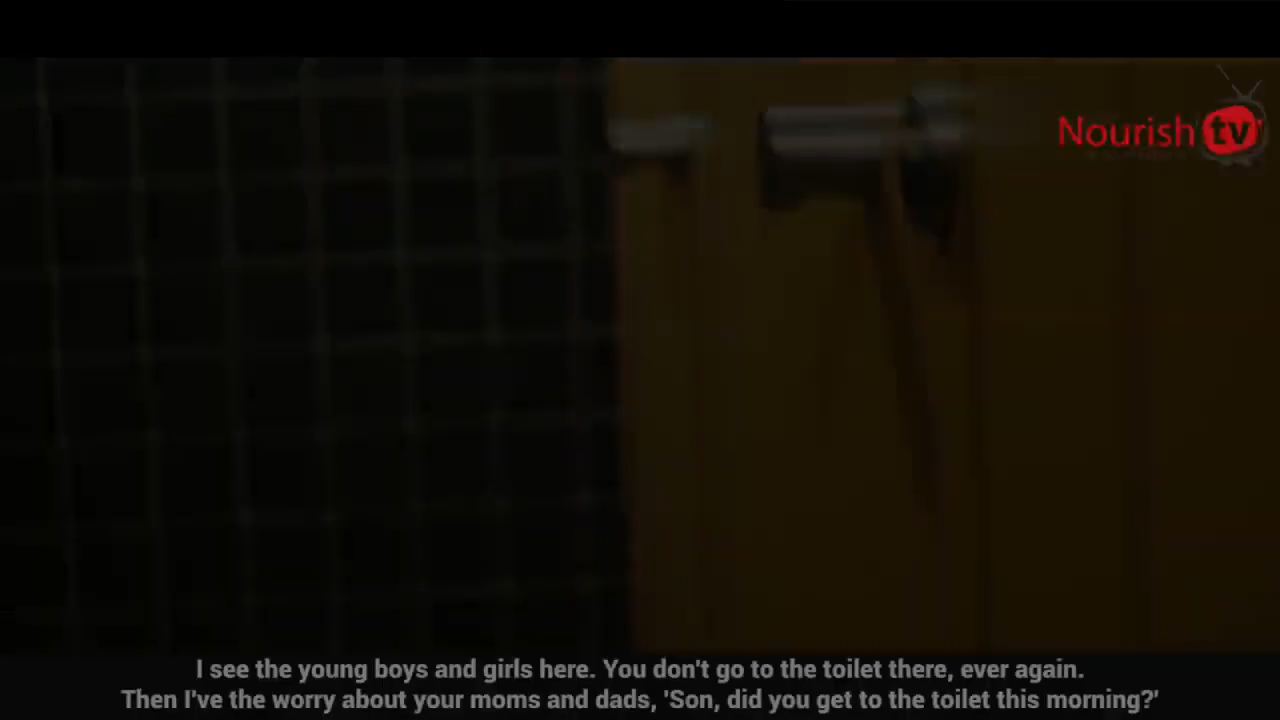 Nourish tv
I see the young boys and girls here. You don't go to the toilet there, ever again.
Then I've the worry about your moms and dads, 'Son, did you get to the toilet this morning?'